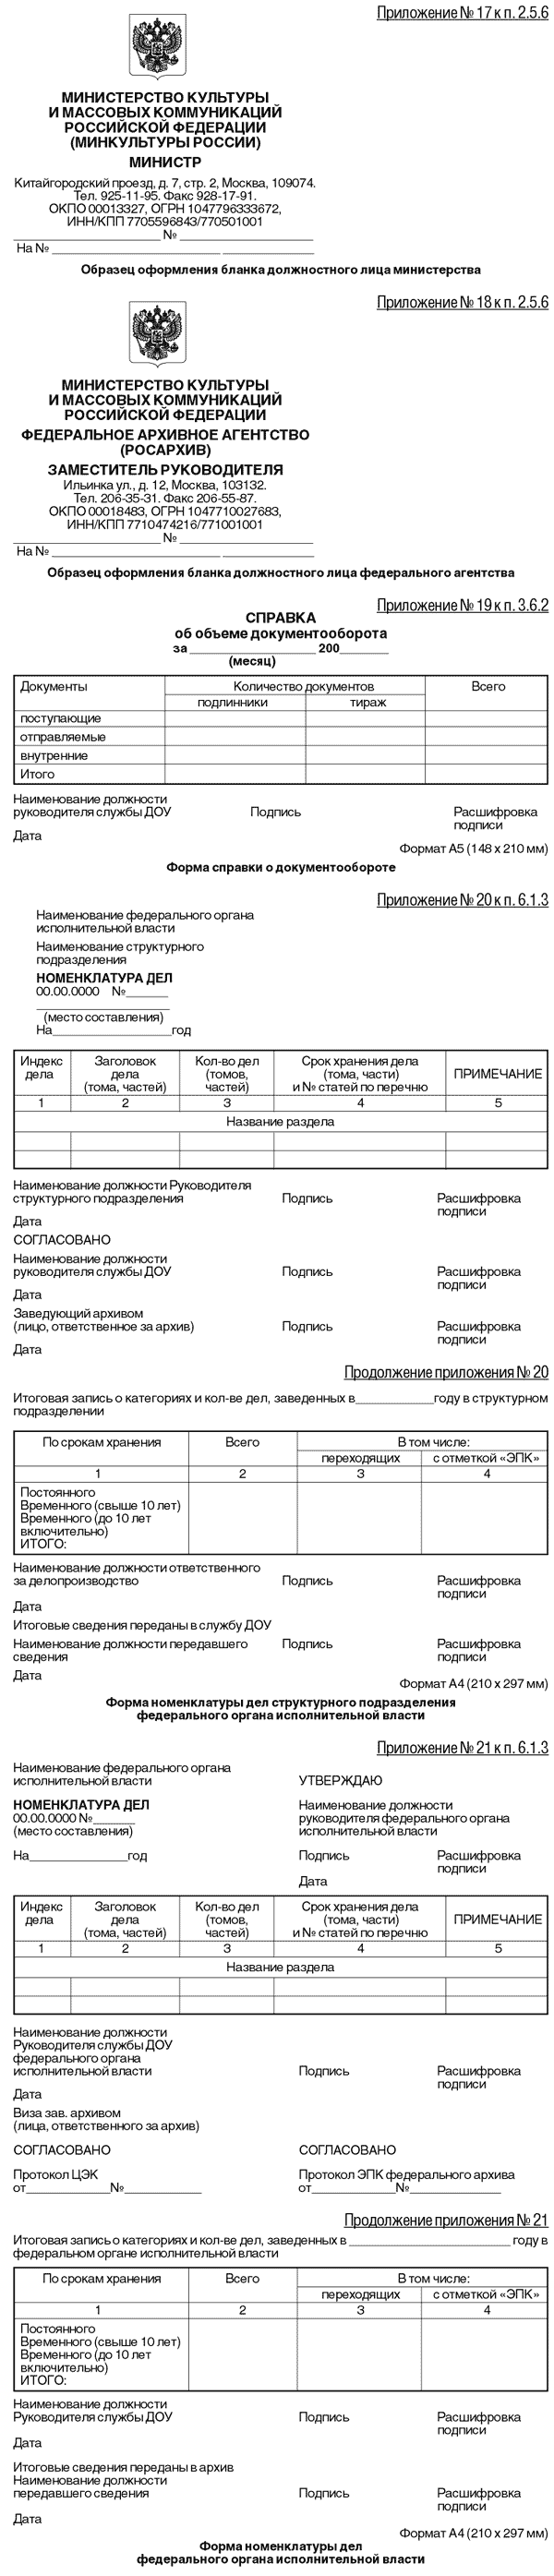 Приложение № 17 к п. 2.5.6
МИНИСТЕРСТВО КУЛЬТУРЫ
И МАССОВЫХ КОММУНИКАЦИЙ
РОССИЙСКОЙ ФЕДЕРАЦИИ
(МИНКУЛЬТУРЫ РОССИИ)
МИНИСТР
Китайгородский проезд, д. 7, стр. 2, Москва, 109074.
Тел. 925-11-95. Факс 928-17-91.
ОКПО 00013327, ОГРН 1047796333672,
ИНН/КПП 7705596843/770501001
_____________________ № ___________________
На № ________________________ _____________
Образец оформления бланка должностного лица министерства
Приложение № 18 к п. 2.5.6
МИНИСТЕРСТВО КУЛЬТУРЫ
И МАССОВЫХ КОММУНИКАЦИЙ
РОССИЙСКОЙ ФЕДЕРАЦИИ
ФЕДЕРАЛЬНОЕ АРХИВНОЕ АГЕНТСТВО
(РОСАРХИВ)
ЗАМЕСТИТЕЛЬ РУКОВОДИТЕЛЯ
Ильинка ул., д. 12, Москва, 103132.
Тел. 206-35-31. Факс 206-55-87.
ОКПО 00018483, ОГРН 1047710027683,
ИНН/КПП 7710474216/771001001
_____________________ № ___________________
На № ________________________ _____________
Образец оформления бланка должностного лица федерального агентства
Приложение № 19 к п. 3.6.2
СПРАВКА
об объеме документооборота
за __________________ 200_______
(месяц)
Документы Количество документов Всего
подлинники тираж
поступающие
отправляемые
внутренние
Итого
Наименование должности
руководителя службы ДОУ Подпись Расшифровка
подписи
Дата
Формат А5 (148 х 210 мм)
Форма справки о документообороте
Приложение № 20 к п. 6.1.3
Наименование федерального органа
исполнительной власти
Наименование структурного
подразделения
НОМЕНКЛАТУРА ДЕЛ
00.00.0000 №______
___________________
(место составления)
На_________________год
Индекс Заголовок Кол-во дел Срок хранения дела
дела дела (томов, (тома, части) ПРИМЕЧАНИЕ
(тома, частей) частей) и № статей по перечню
1 2 3 4 5
Название раздела
Наименование должности Руководителя
структурного подразделения Подпись Расшифровка
подписи
Дата
СОГЛАСОВАНО
Наименование должности
руководителя службы ДОУ Подпись Расшифровка
подписи
Дата
Заведующий архивом
(лицо, ответственное за архив) Подпись Расшифровка
подписи
Дата
Продолжение приложения № 20
Итоговая запись о категориях и кол-ве дел, заведенных в___________году в структурном
подразделении
По срокам хранения Всего В том числе:
переходящих с отметкой «ЭПК»
1 2 3 4
Постоянного
Временного (свыше 10 лет)
Временного (до 10 лет
включительно)
ИТОГО:
Наименование должности ответственного
за делопроизводство Подпись Расшифровка
подписи
Дата
Итоговые сведения переданы в службу ДОУ
Наименование должности передавшего Подпись Расшифровка
сведения подписи
Дата
Формат А4 (210 х 297 мм)
Форма номенклатуры дел структурного подразделения
федерального органа исполнительной власти
Приложение № 21 к п. 6.1.3
Наименование федерального органа
исполнительной власти УТВЕРЖДАЮ
НОМЕНКЛАТУРА ДЕЛ Наименование должности
00.00.0000 №______ руководителя федерального органа
(место составления) исполнительной власти
На______________год Подпись Расшифровка
подписи
Дата
Индекс Заголовок Кол-во дел Срок хранения дела
дела дела (томов, (тома, части) ПРИМЕЧАНИЕ
(тома, частей) частей) и № статей по перечню
1 2 3 4 5
Название раздела
Наименование должности
Руководителя службы ДОУ
федерального органа
исполнительной власти Подпись Расшифровка
подписи
Дата
Виза зав. архивом
(лица, ответственного за архив)
СОГЛАСОВАНО СОГЛАСОВАНО
Протокол ЦЭК Протокол ЭПК федерального архива
от____________№___________ от____________№_____________
Продолжение приложения № 21
Итоговая запись о категориях и кол-ве дел, заведенных в _______________________ году в
федеральном органе исполнительной власти
По срокам хранения Всего В том числе:
переходящих с отметкой «ЭПК»
1 2 3 4
Постоянного
Временного (свыше 10 лет)
Временного (до 10 лет
включительно)
ИТОГО:
Наименование должности
Руководителя службы ДОУ Подпись Расшифровка
подписи
Дата
Итоговые сведения переданы в архив
Наименование должности
передавшего сведения Подпись Расшифровка
подписи
Дата
Формат А4 (210 х 297 мм)
Форма номенклатуры дел
федерального органа исполнительной власти